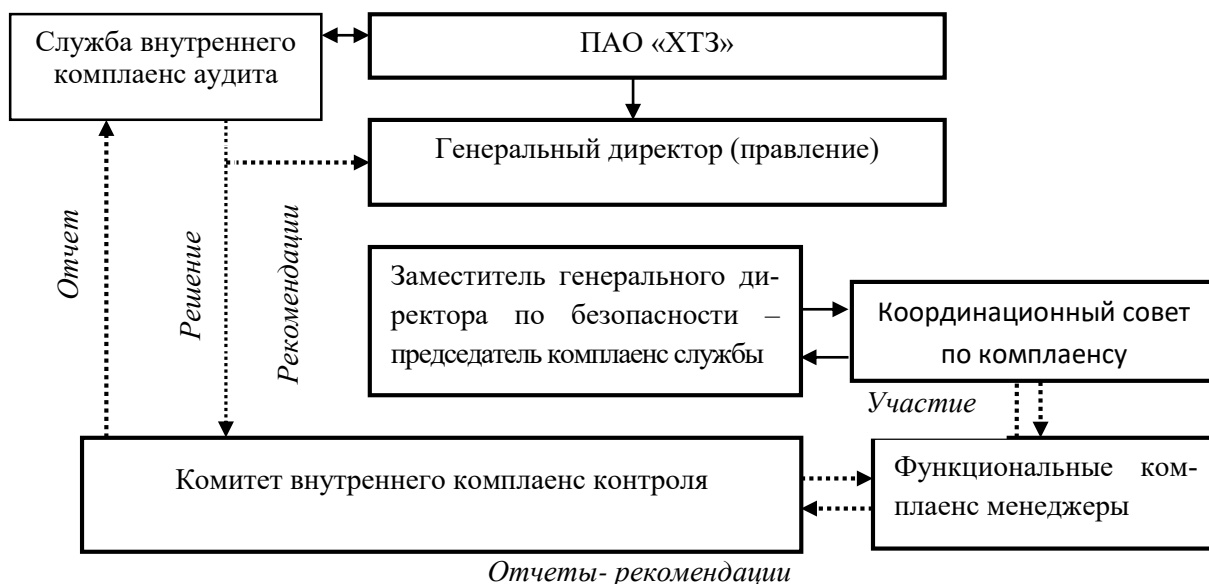 Служба внутреннего
комплаенс аудита
ПАО «ХТЗ»
Генеральный директор (правление)
Отчет
Решение
Рекомендации
Заместитель генерального ди-
ректора по безопасности –
председатель комплаенс службы
Координационный совет
по комплаенсу
Участие
Комитет внутреннего комплаенс контроля
Функциональные ком-
плаенс менеджеры
Отчеты- рекомендации